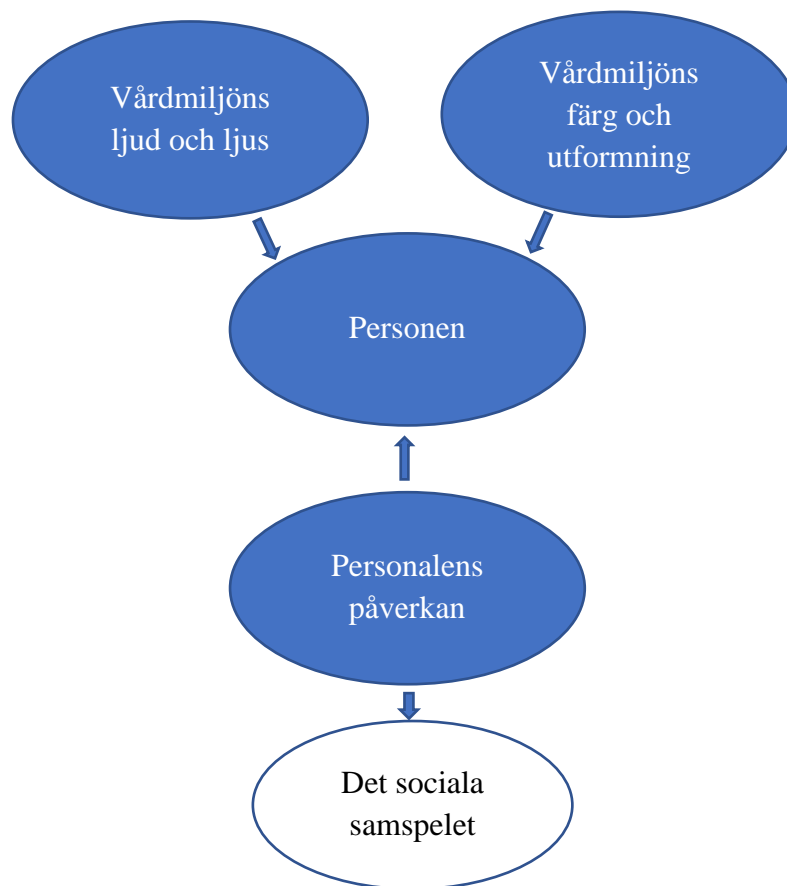 Vårdmiljöns
ljud och ljus
Vårdmiljöns
färg och
utformning
Personen
Personalens
påverkan
Det sociala
samspelet